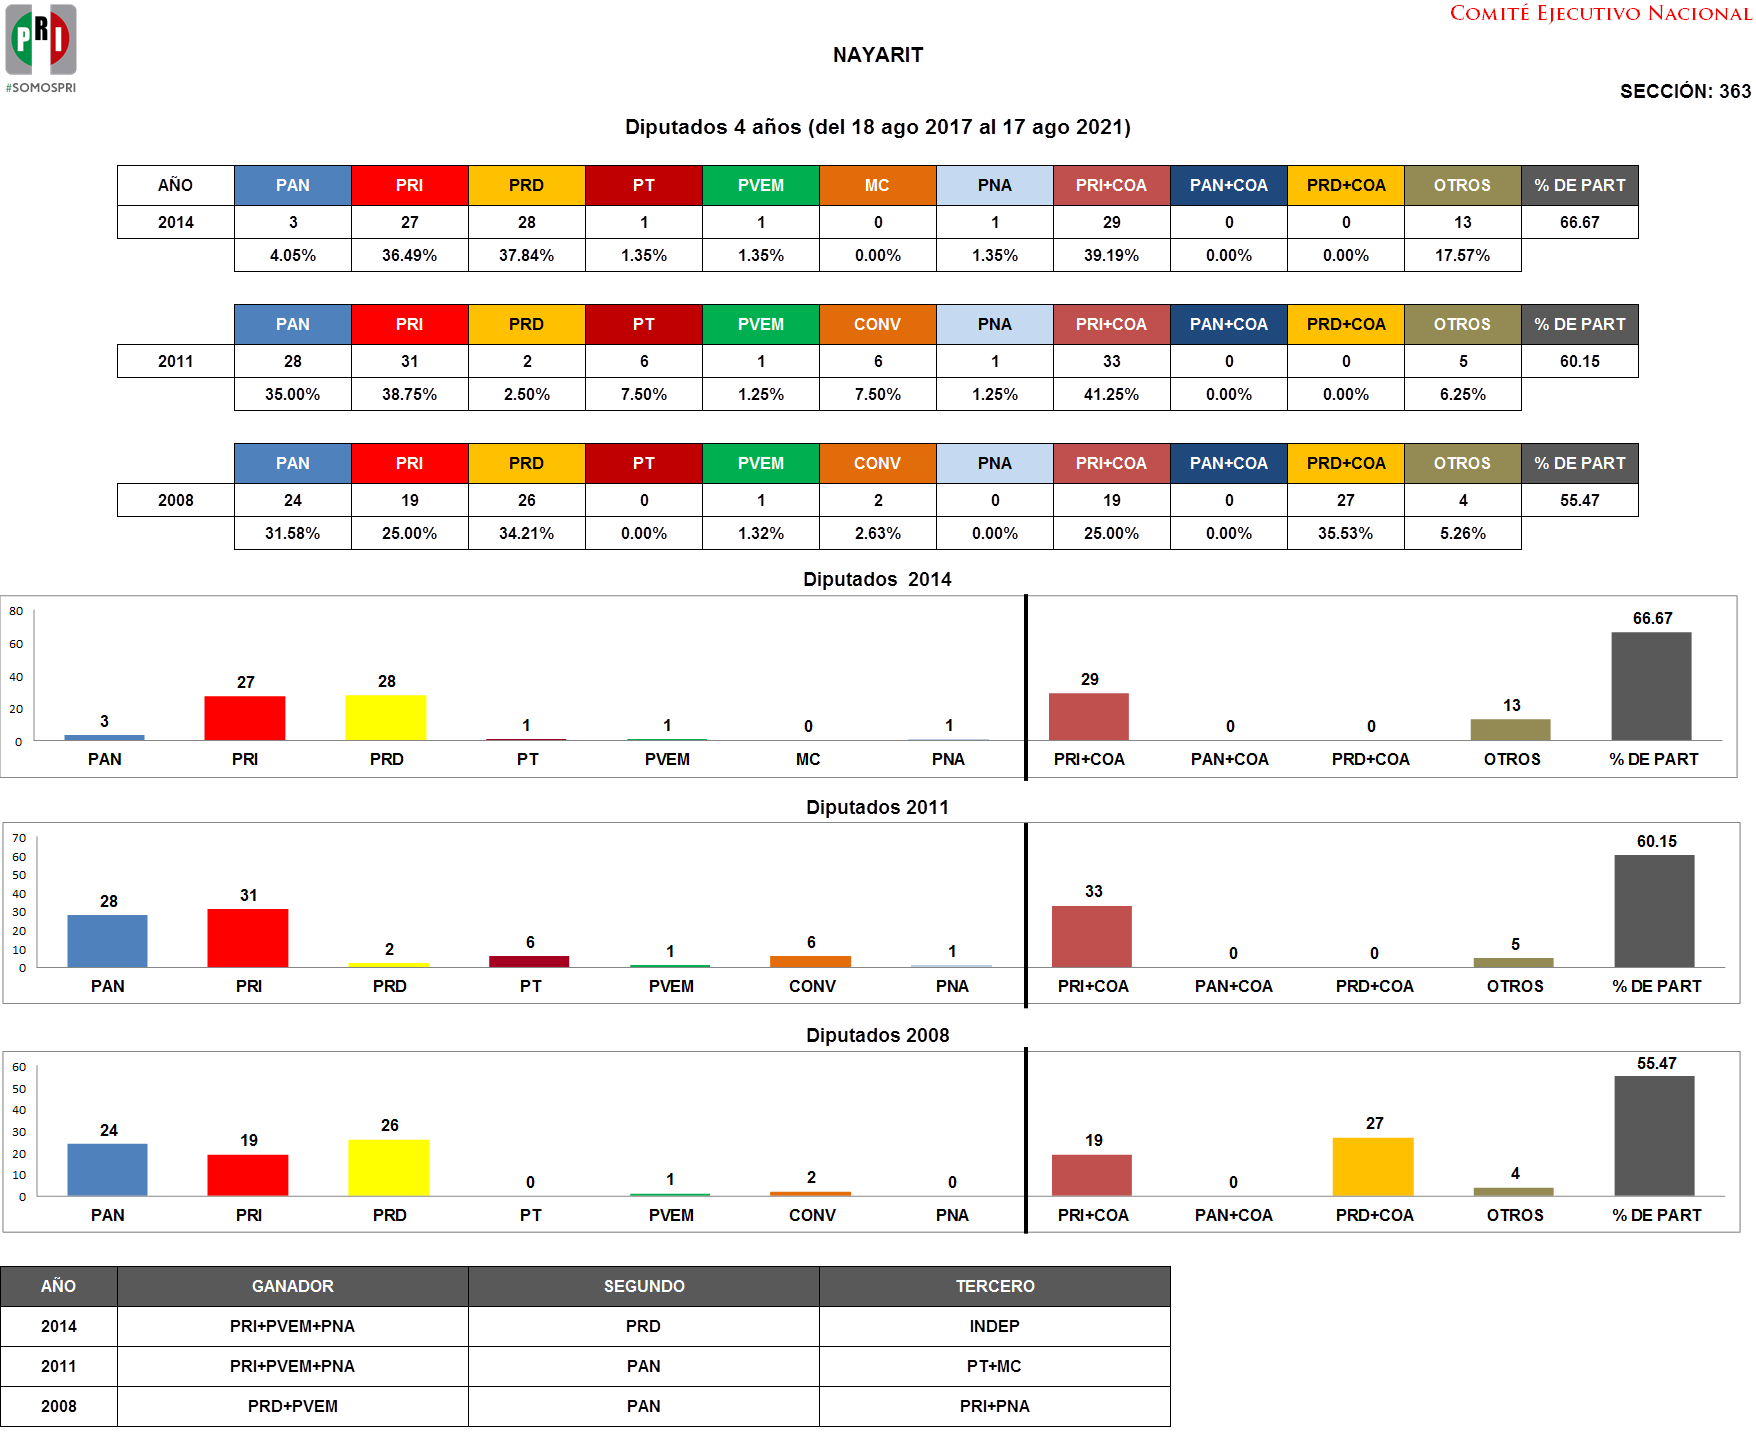 COMITÉ EJECUTIVO NACIONAL
PRI
#SOMOSPRI
NAYARIT
SECCIÓN: 363
Diputados 4 años (del 18 ago 2017 al 17 ago 2021)
AÑO PAN PRI PRD PT PVEM MC PNA PRI+COA PAN+COA PRD+COA OTROS % DE PART
2014 3 27 28 1 1 0 1 29 0 0 13 66.67
4.05% 36.49% 37.84% 1.35% 1.35% 0.00% 1.35% 39.19% 0.00% 0.00% 17.57%
PAN PRI PRD PT PVEM CONV PNA PRI+COA PAN+COA PRD+COA OTROS % DE PART
2011 28 31 2 6 1 6 1 33 0 0 5 60.15
35.00% 38.75% 2.50% 7.50% 1.25% 7.50% 1.25% 41.25% 0.00% 0.00% 6.25%
PAN PRI PRD PT PVEM CONV PNA PRI+COA PAN+COA PRD+COA OTROS % DE PART
2008 24 19 26 0 1 2 0 19 0 27 4 55.47
31.58% 25.00% 34.21% 0.00% 1.32% 2.63% 0.00% 25.00% 0.00% 35.53% 5.26%
Diputados 2014
80
60
40
20
0
3 27 28 1 1 0 1 29 0 0 13 66.67
PAN PRI PRD PT PVEM MC PNA PRI+COA PAN+COA PRD+COA OTROS % DE PART
Diputados 2011
70
60
50
40
30
20
10
0
28 31 2 6 1 6 1 33 0 0 5 60.15
PAN PRI PRD PT PVEM CONV PNA PRI+COA PAN+COA PRD+COA OTROS % DE PART
Diputados 2008
60
50
40
30
20
10
0
24 19 26 0 1 2 0 19 0 27 4 55.47
PAN PRI PRD PT PVEM CONV PNA PRI+COA PAN+COA PRD+COA OTROS % DE PART
AÑO GANADOR SEGUNDO TERCERO
2014 PRI+PVEM+PNA PRD INDEP
2011 PRI+PVEM+PNA PAN PT+MC
2008 PRD+PVEM PAN PRI+PNA